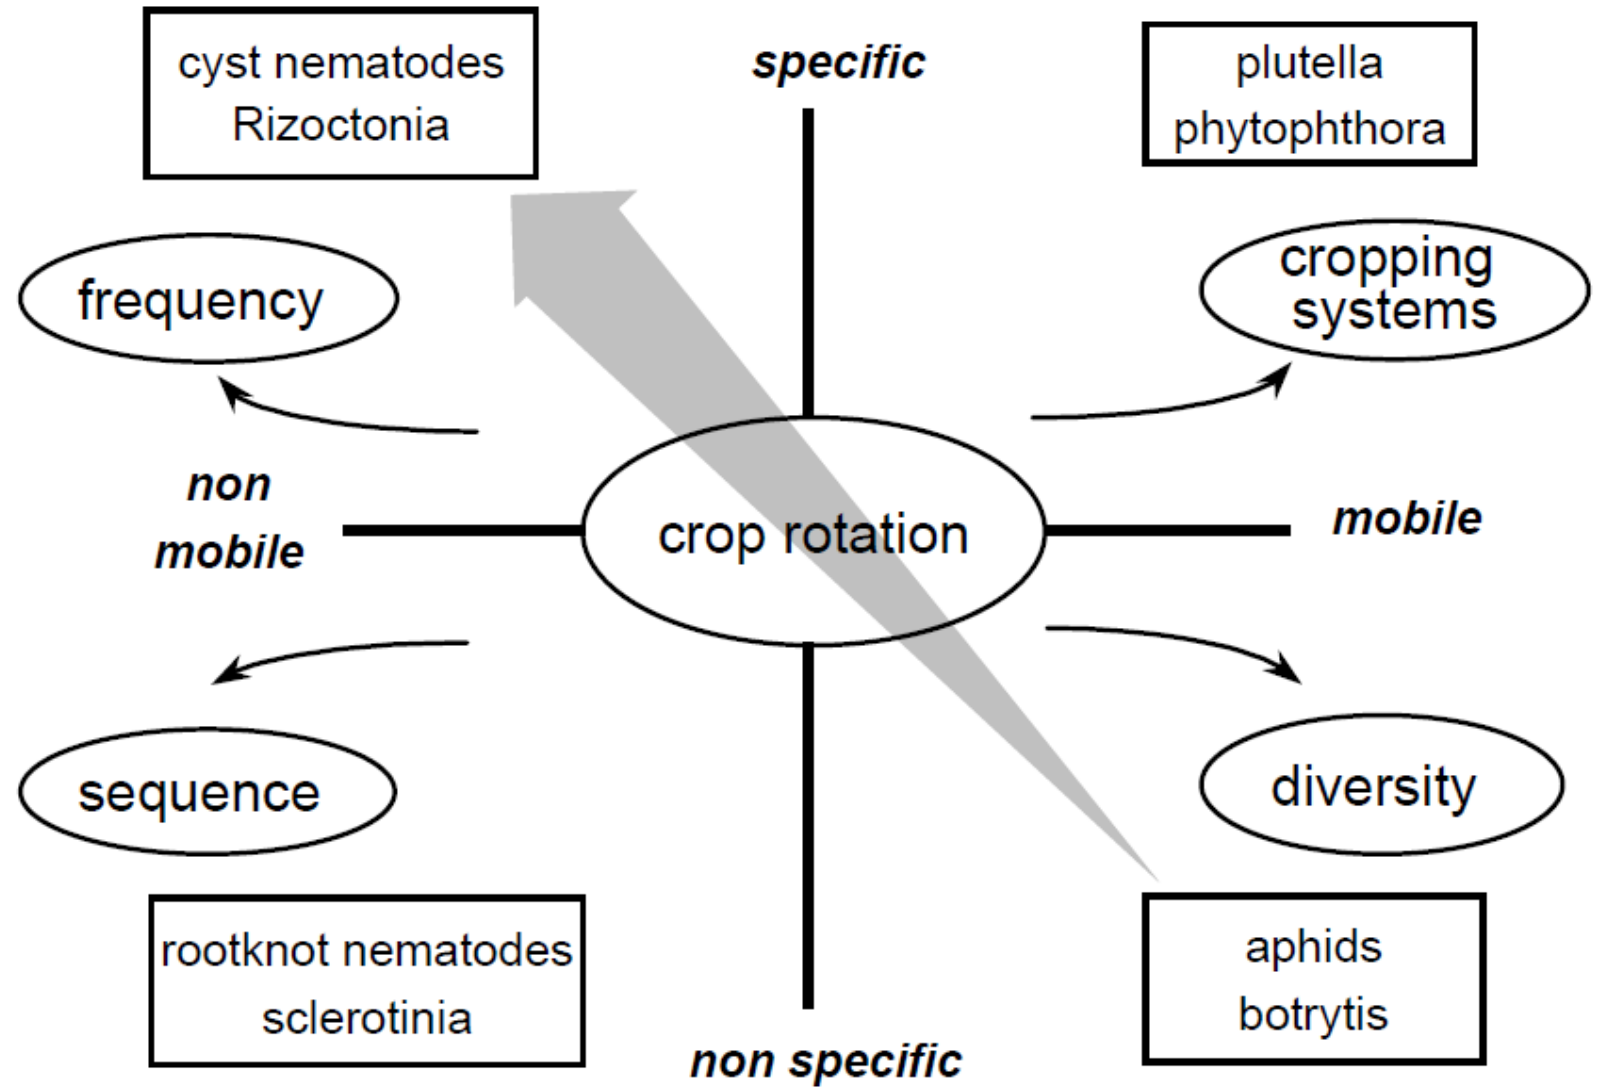 cyst nematodes
Rizoctonia
specific
plutella
phytophthora
frequency
cropping
systems
non
mobile
crop rotation
mobile
sequence
diversity
rootknot nematodes
sclerotinia
non specific
aphids
botrytis